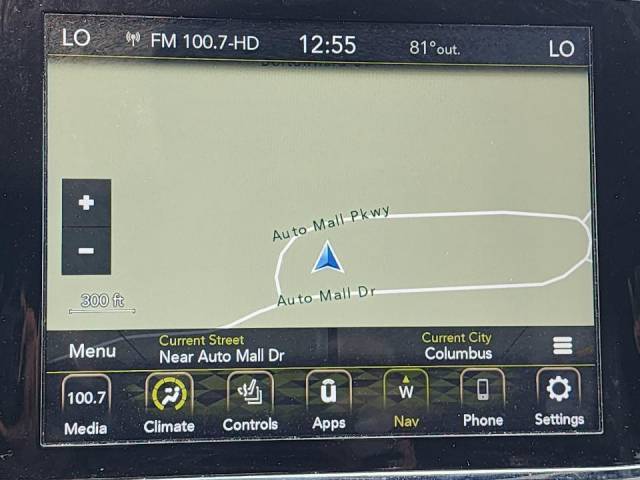 LO FM 100.7-HD 12:55 81°out. LO
+
Auto Mall Pkwy
−
Auto Mall Dr
300 ft
Menu
Current Street
Near Auto Mall Dr
Current City
Columbus
100.7
W
Media Climate Controls Apps Nav Phone Settings